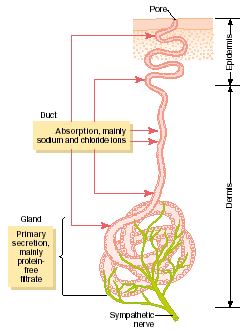 Pore
Epidermis
Duct
Absorption, mainly
sodium and chloride ions
Dermis
Gland
Primary
secretion,
mainly
protein-
free
filtrate
Sympathetic
nerve